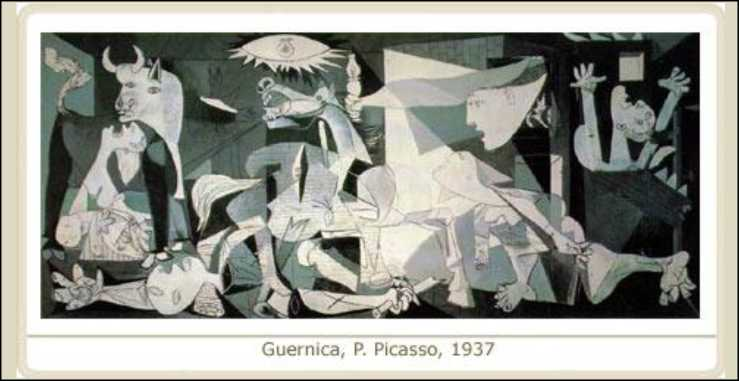 Guernica, P. Picasso, 1937